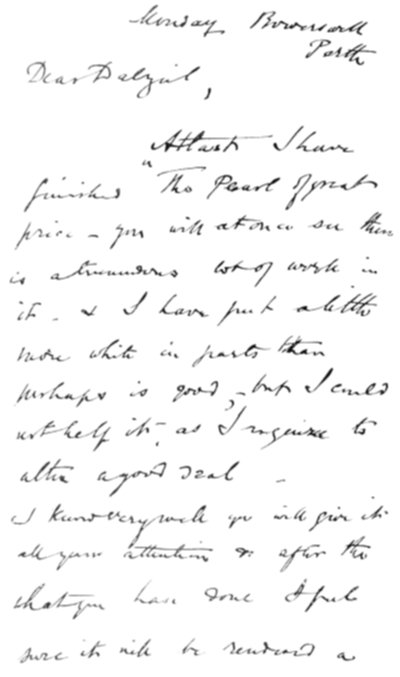 Monday Bowerswell
Perth
Dear Dalziel,
At last I have
finished "The Pearl of great
price - you will at once see there
is a tremendous lot of work in
it - & I have put a little
more white in parts than
perhaps is good, - but I could
not help it, as I required to
alter a good deal -
I know very well you will give it
all your attention & after the
what you have done I feel
sure it will be rendered a